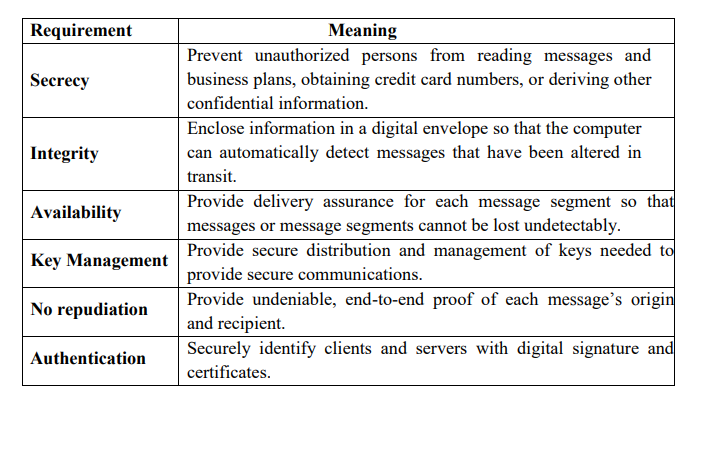 Requirement Meaning
Secrecy
Prevent unauthorized persons from reading messages and
business plans, obtaining credit card numbers, or deriving other
confidential information.
Integrity
Enclose information in a digital envelope so that the computer
can automatically detect messages that have been altered in
transit.
Availability
Provide delivery assurance for each message segment so that
messages or message segments cannot be lost undetectably.
Key Management
Provide secure distribution and management of keys needed to
provide secure communications.
No repudiation
Provide undeniable, end-to-end proof of each message’s origin
and recipient.
Authentication
Securely identify clients and servers with digital signature and
certificates.